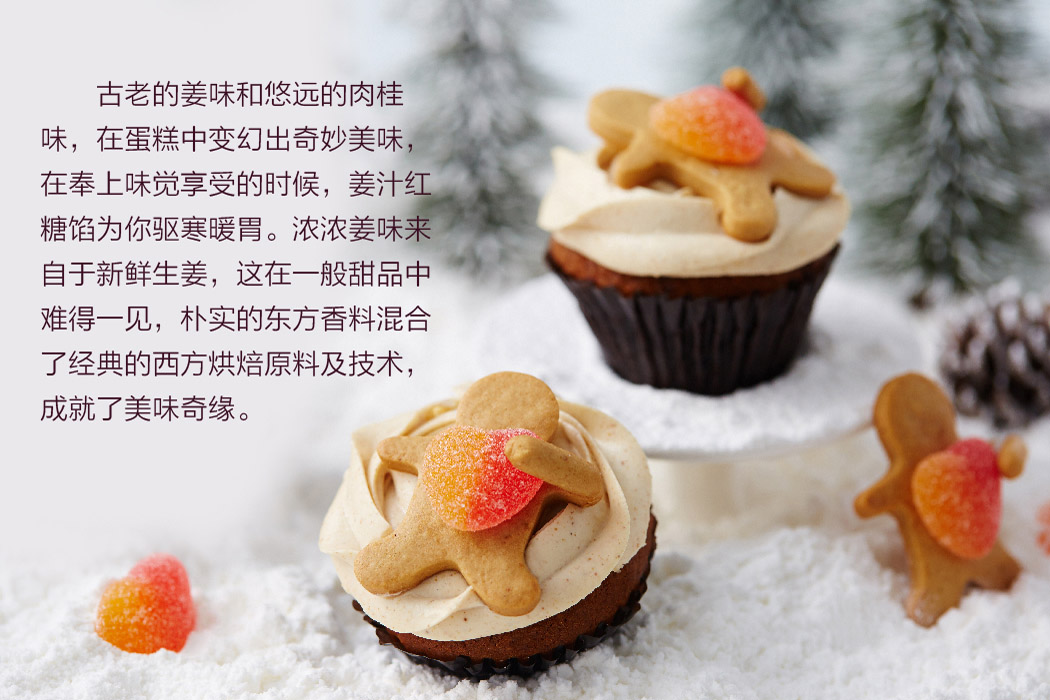 古老的姜味和悠远的肉桂
味，在蛋糕中变幻出奇妙美味，
在奉上味觉享受的时候，姜汁红
糖馅为你驱寒暖胃。浓浓姜味来
自于新鲜生姜，这在一般甜品中
难得一见，朴实的东方香料混合
了经典的西方烘焙原料及技术，
成就了美味奇缘。